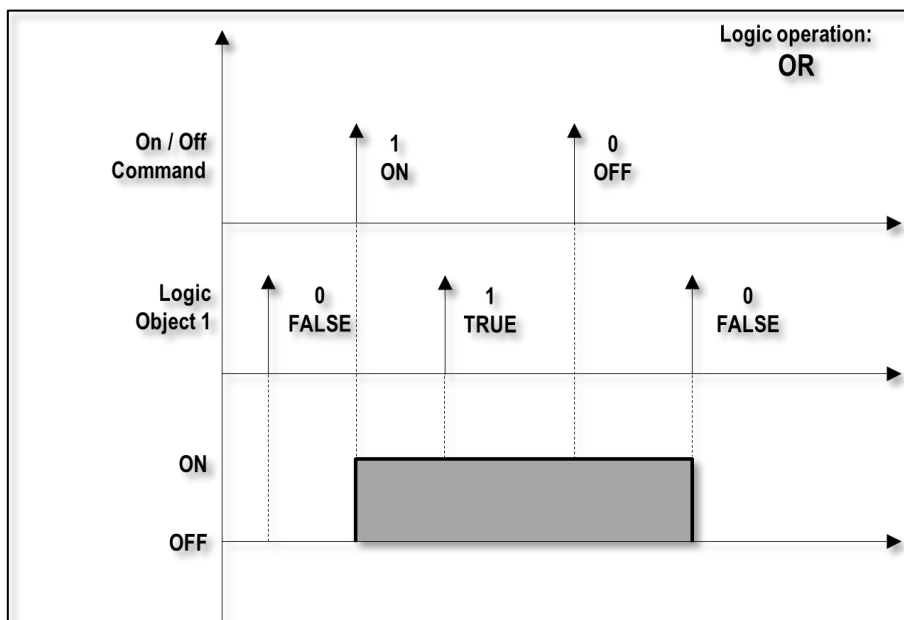 Logic operation:
OR
On / Off
Command
1
ON
0
OFF
Logic
Object 1
0
FALSE
1
TRUE
0
FALSE
ON
OFF